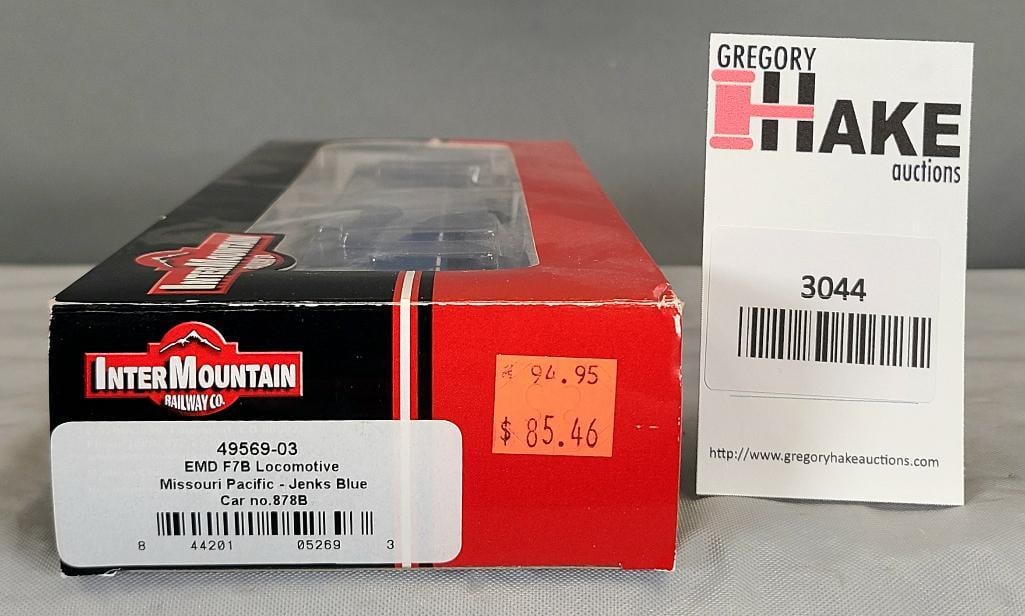 INTERMOUNTAIN
INTERMOUNTAIN
RAILWAY CO.
49569-03
EMD F7B Locomotive
Missouri Pacific - Jenks Blue
Car no.878B
8 44201 05269 3
94.95
$ 85.46
GREGORY
HAKE
auctions
3044
http://www.gregoryhakeauctions.com